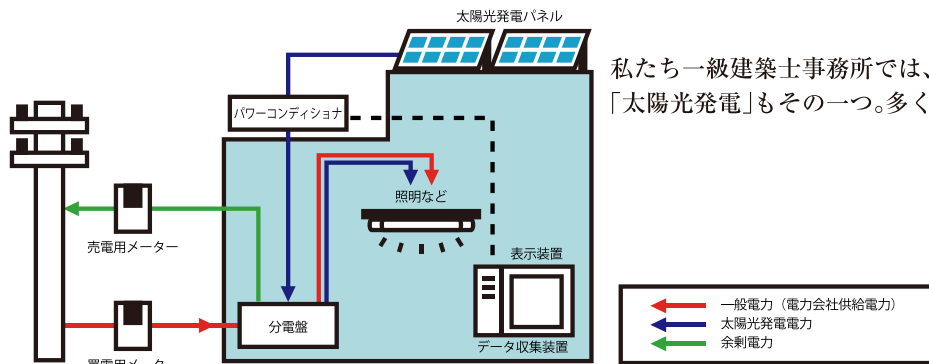 太陽光発電パネル
私たち一級建築士事務所では、
「太陽光発電」もその一つ。多く
パワーコンディショナ
照明など
売電用メーター
表示装置
分電盤
データ収集装置
一般電力（電力会社供給電力）
太陽光発電電力
余剰電力